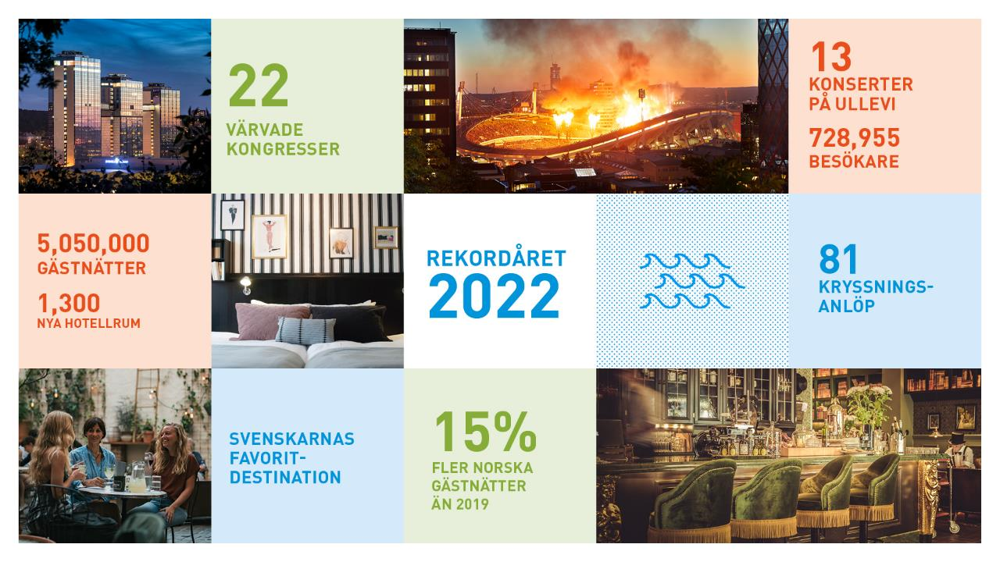 22
VÄRVADE
KONGRESSER
13
KONSERTER
PÅ ULLEVI
728,955
BESÖKARE
5,050,000
GÄSTNÄTTER
1,300
NYA HOTELLRUM
REKORDÅRET
2022
81
KRYSSNINGS-
ANLÖP
SVENSKARNAS
FAVORIT-
DESTINATION
15%
FLER NORSKA
GÄSTNÄTTER
ÄN 2019